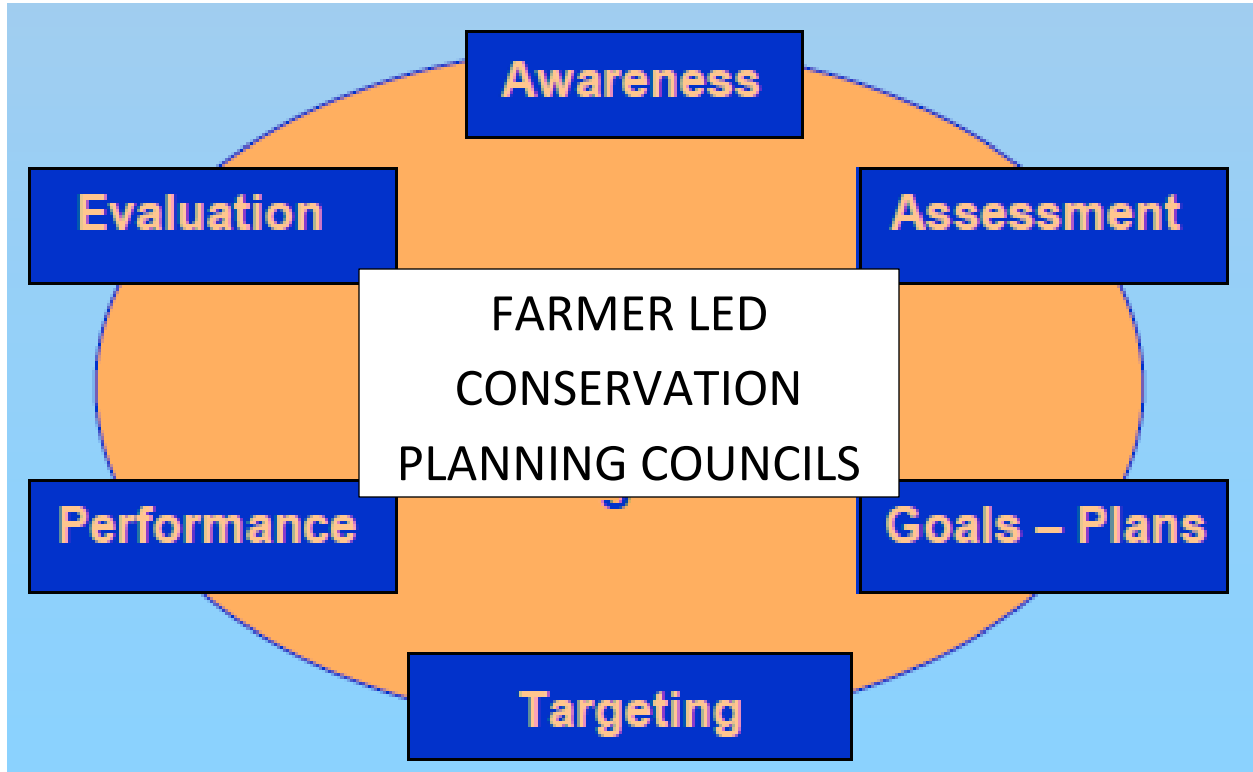 Awareness
Evaluation
Assessment
FARMER LED
CONSERVATION
PLANNING COUNCILS
Performance
Goals – Plans
Targeting